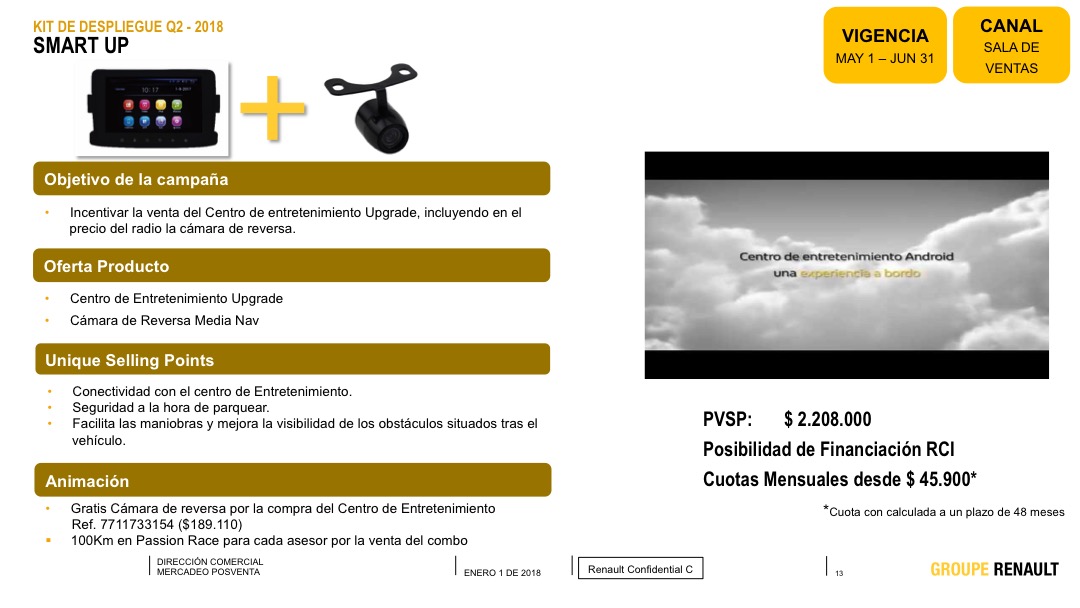 KIT DE DESPLIEGUE Q2 - 2018
SMART UP
VIGENCIA
MAY 1 – JUN 31
CANAL
SALA DE
VENTAS
10:17
Objetivo de la campaña
• Incentivar la venta del Centro de entretenimiento Upgrade, incluyendo en el
precio del radio la cámara de reversa.
Oferta Producto
• Centro de Entretenimiento Upgrade
• Cámara de Reversa Media Nav
Unique Selling Points
• Conectividad con el centro de Entretenimiento.
• Seguridad a la hora de parquear.
• Facilita las maniobras y mejora la visibilidad de los obstáculos situados tras el
vehículo.
Animación
• Gratis Cámara de reversa por la compra del Centro de Entretenimiento
Ref. 7711733154 ($189.110)
▪ 100Km en Passion Race para cada asesor por la venta del combo
Centro de entretenimiento Android
una experiencia a bordo
PVSP: $ 2.208.000
Posibilidad de Financiación RCI
Cuotas Mensuales desde $ 45.900*
*Cuota con calculada a un plazo de 48 meses
DIRECCIÓN COMERCIAL
MERCADEO POSVENTA
ENERO 1 DE 2018
Renault Confidential C
13
GROUPE RENAULT